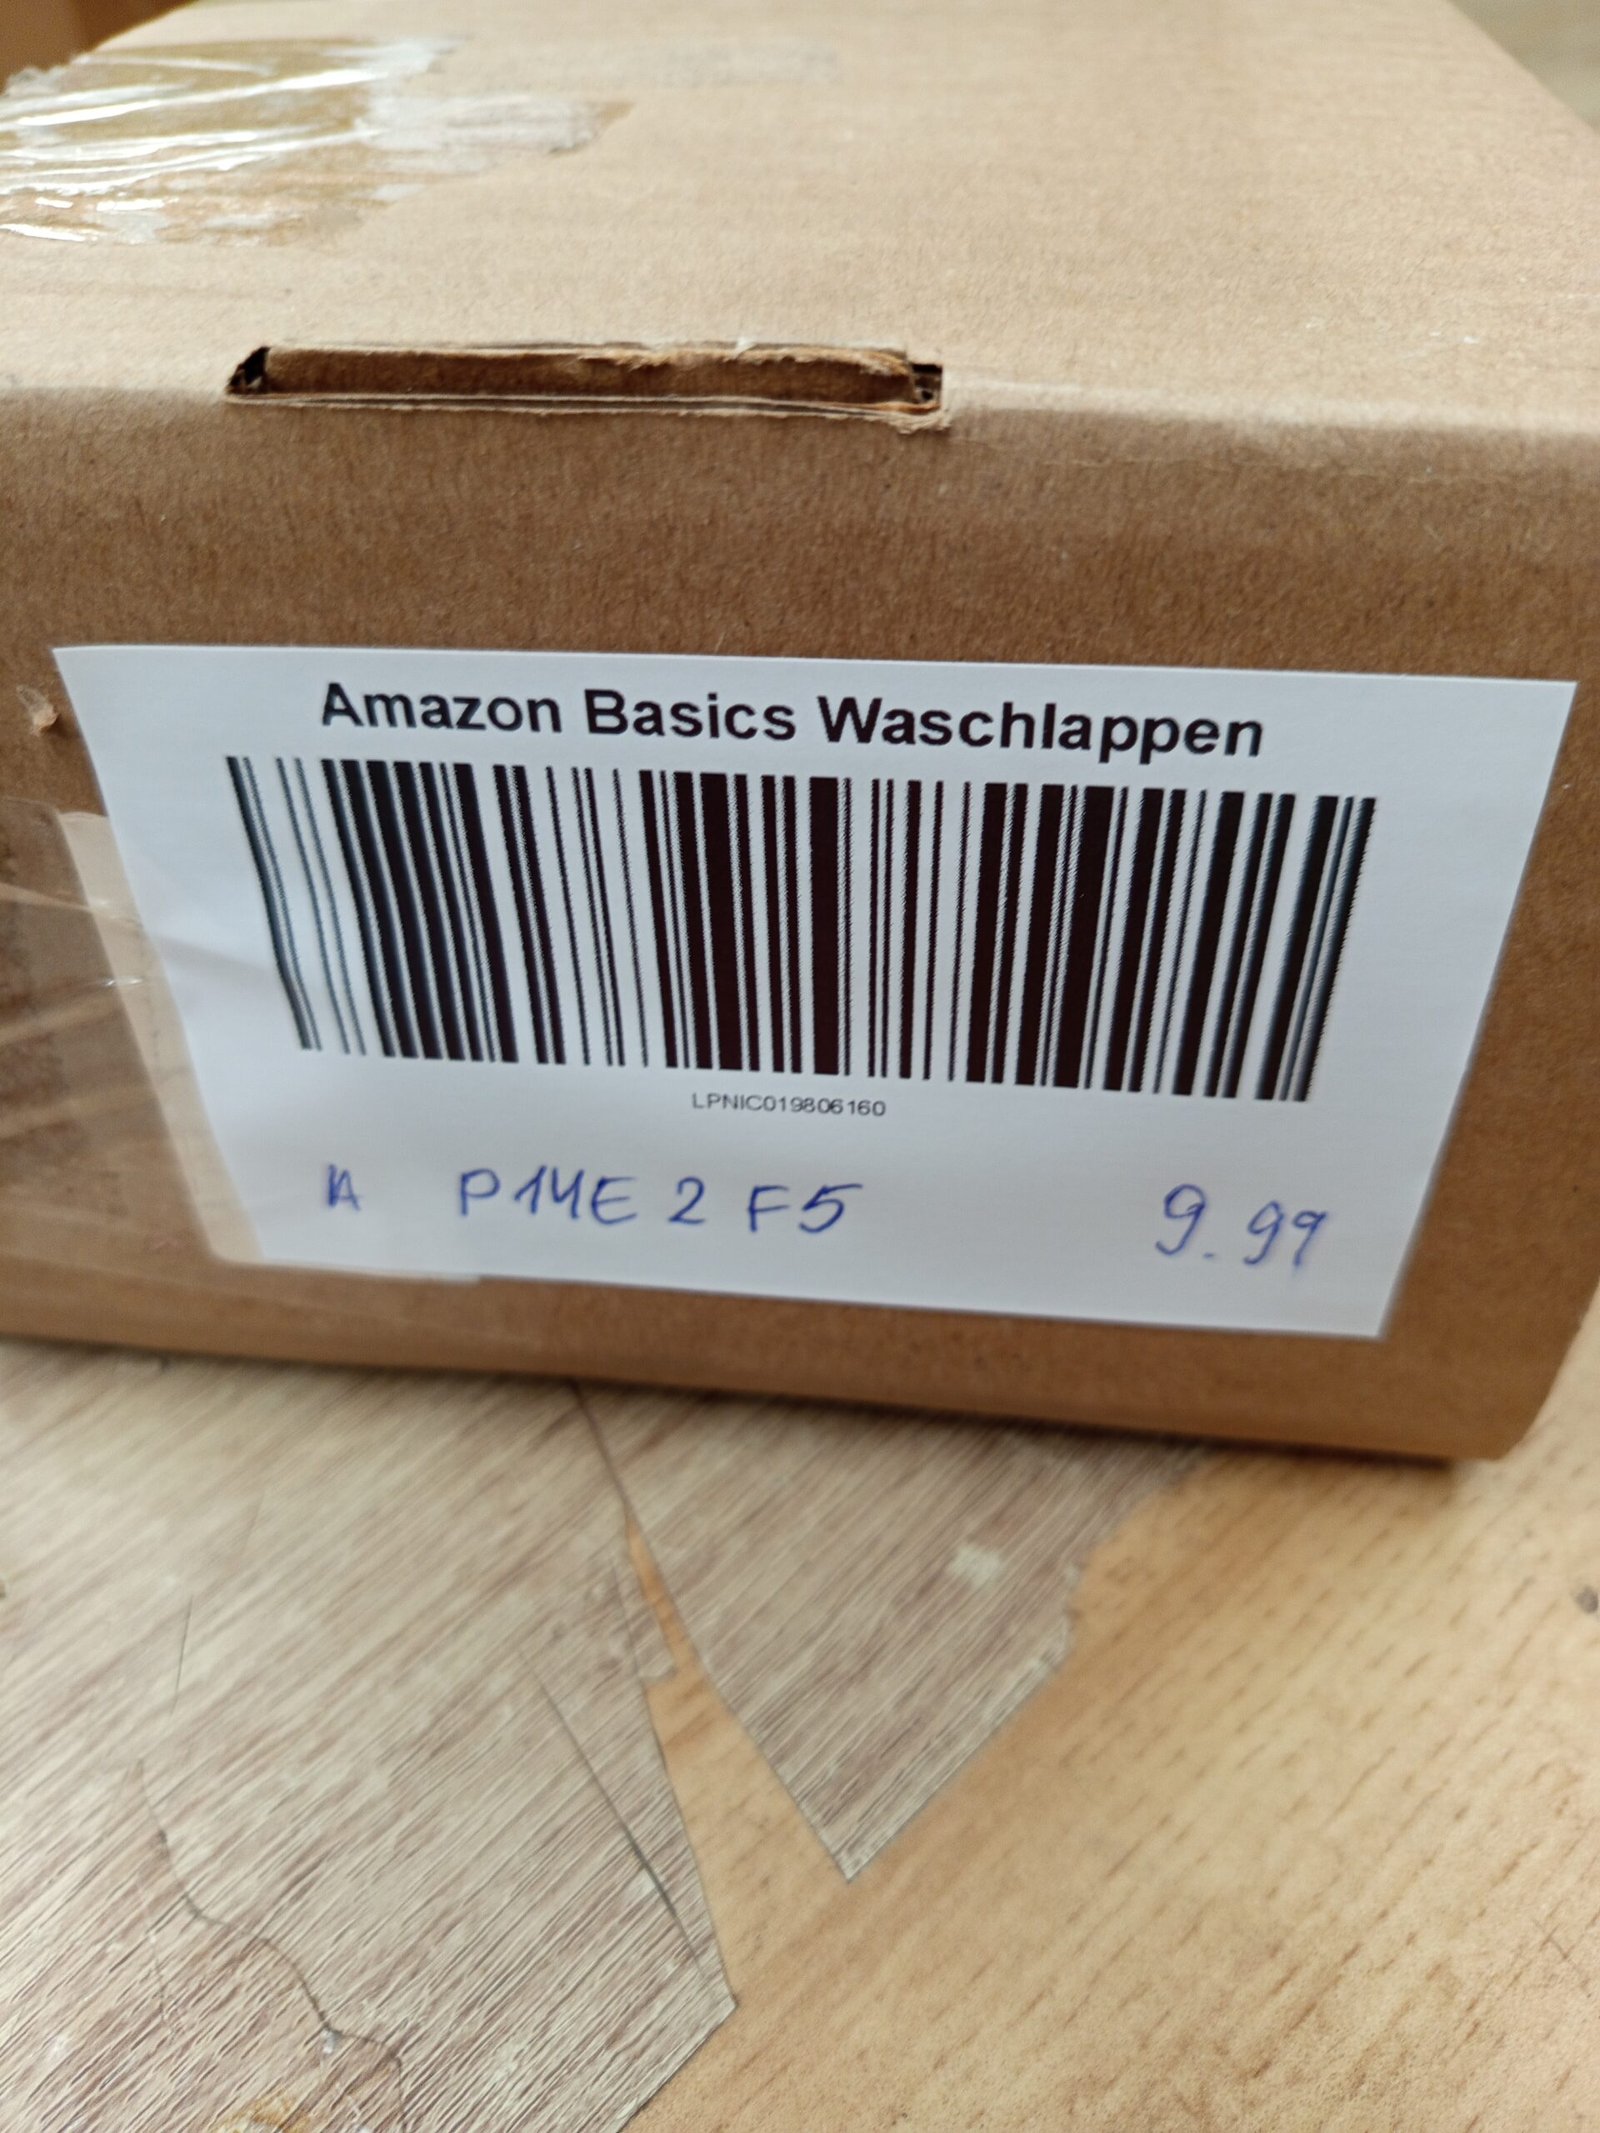 Amazon Basics Waschlappen
LPNIC019806160
A P14E 2 F5 9.99